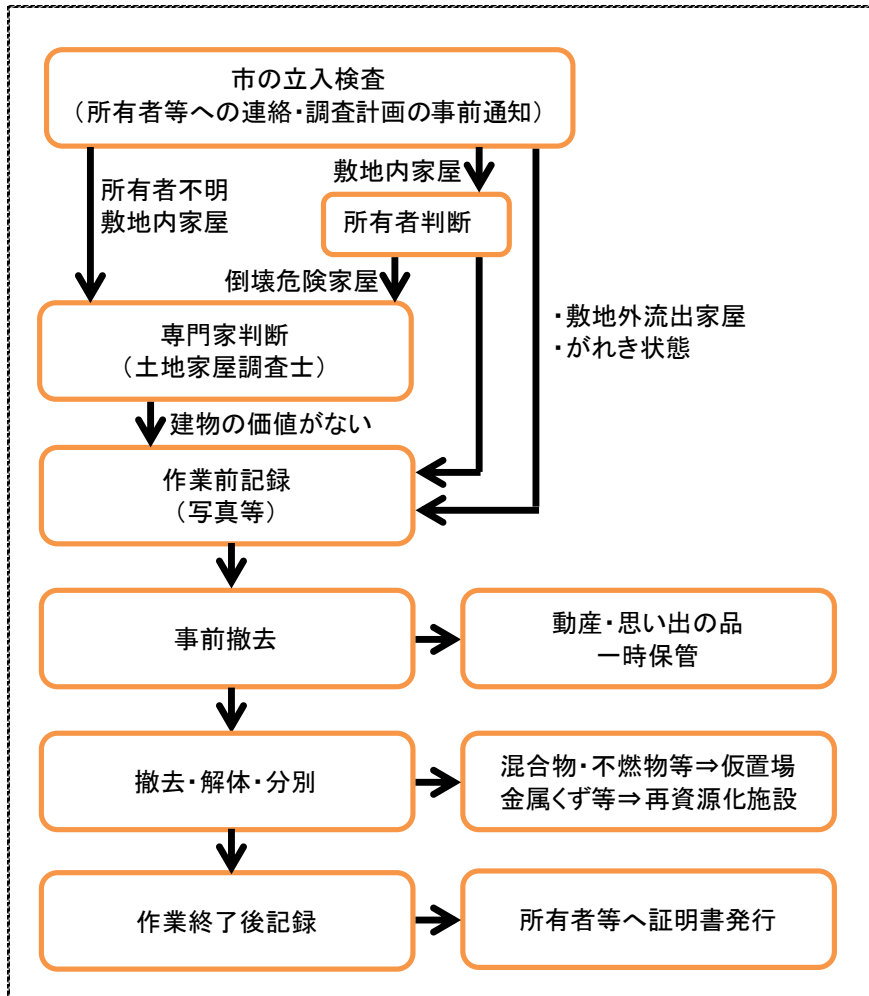 市の立入検査
（所有者等への連絡・調査計画の事前通知）
所有者不明
敷地内家屋
敷地内家屋
所有者判断
倒壊危険家屋
・敷地外流出家屋
・がれき状態
専門家判断
（土地家屋調査士）
建物の価値がない
作業前記録
（写真等）
事前撤去
動産・思い出の品
一時保管
撤去・解体・分別
混合物・不燃物等⇒仮置場
金属くず等⇒再資源化施設
作業終了後記録
所有者等へ証明書発行